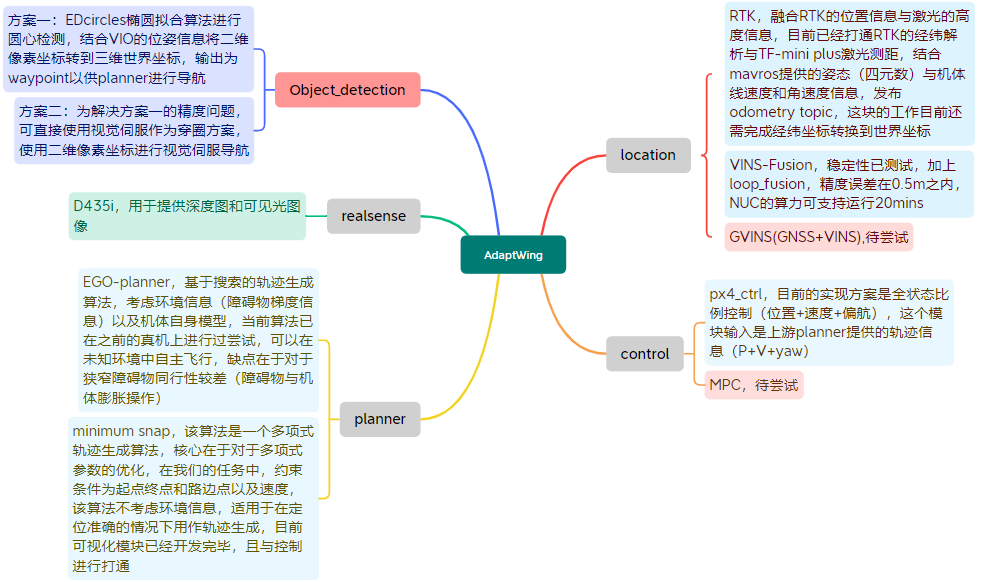 方案一：EDcircles椭圆拟合算法进行
圆心检测，结合VIO的位姿信息将二维
像素坐标转到三维世界坐标，输出为
waypoint以供planner进行导航
方案二：为解决方案一的精度问题，
可直接使用视觉伺服作为穿圈方案，
使用二维像素坐标进行视觉伺服导航
Object_detection
D435i，用于提供深度图和可见光图
像
realsense
EGO-planner，基于搜索的轨迹生成
算法，考虑环境信息（障碍物梯度信
息）以及机体自身模型，当前算法已
在之前的真机上进行过尝试，可以在
未知环境中自主飞行，缺点在于对于
狭窄障碍物同行性较差（障碍物与机
体膨胀操作）
minimum snap，该算法是一个多项式
轨迹生成算法，核心在于对于多项式
参数的优化，在我们的任务中，约束
条件为起点终点和路边点以及速度，
该算法不考虑环境信息，适用于在定
位准确的情况下用作轨迹生成，目前
可视化模块已经开发完毕，且与控制
进行打通
planner
AdaptWing
location
RTK，融合RTK的位置信息与激光的高
度信息，目前已经打通RTK的经纬解
析与TF-mini plus激光测距，结合
mavros提供的姿态（四元数）与机体
线速度和角速度信息，发布
odometry topic，这块的工作目前还
需完成经纬坐标转换到世界坐标
VINS-Fusion，稳定性已测试，加上
loop_fusion，精度误差在0.5m之内，
NUC的算力可支持运行20mins
GVINS(GNSS+VINS),待尝试
control
px4_ctrl，目前的实现方案是全状态比
例控制（位置+速度+偏航），这个模
块输入是上游planner提供的轨迹信
息（P+V+yaw）
MPC，待尝试